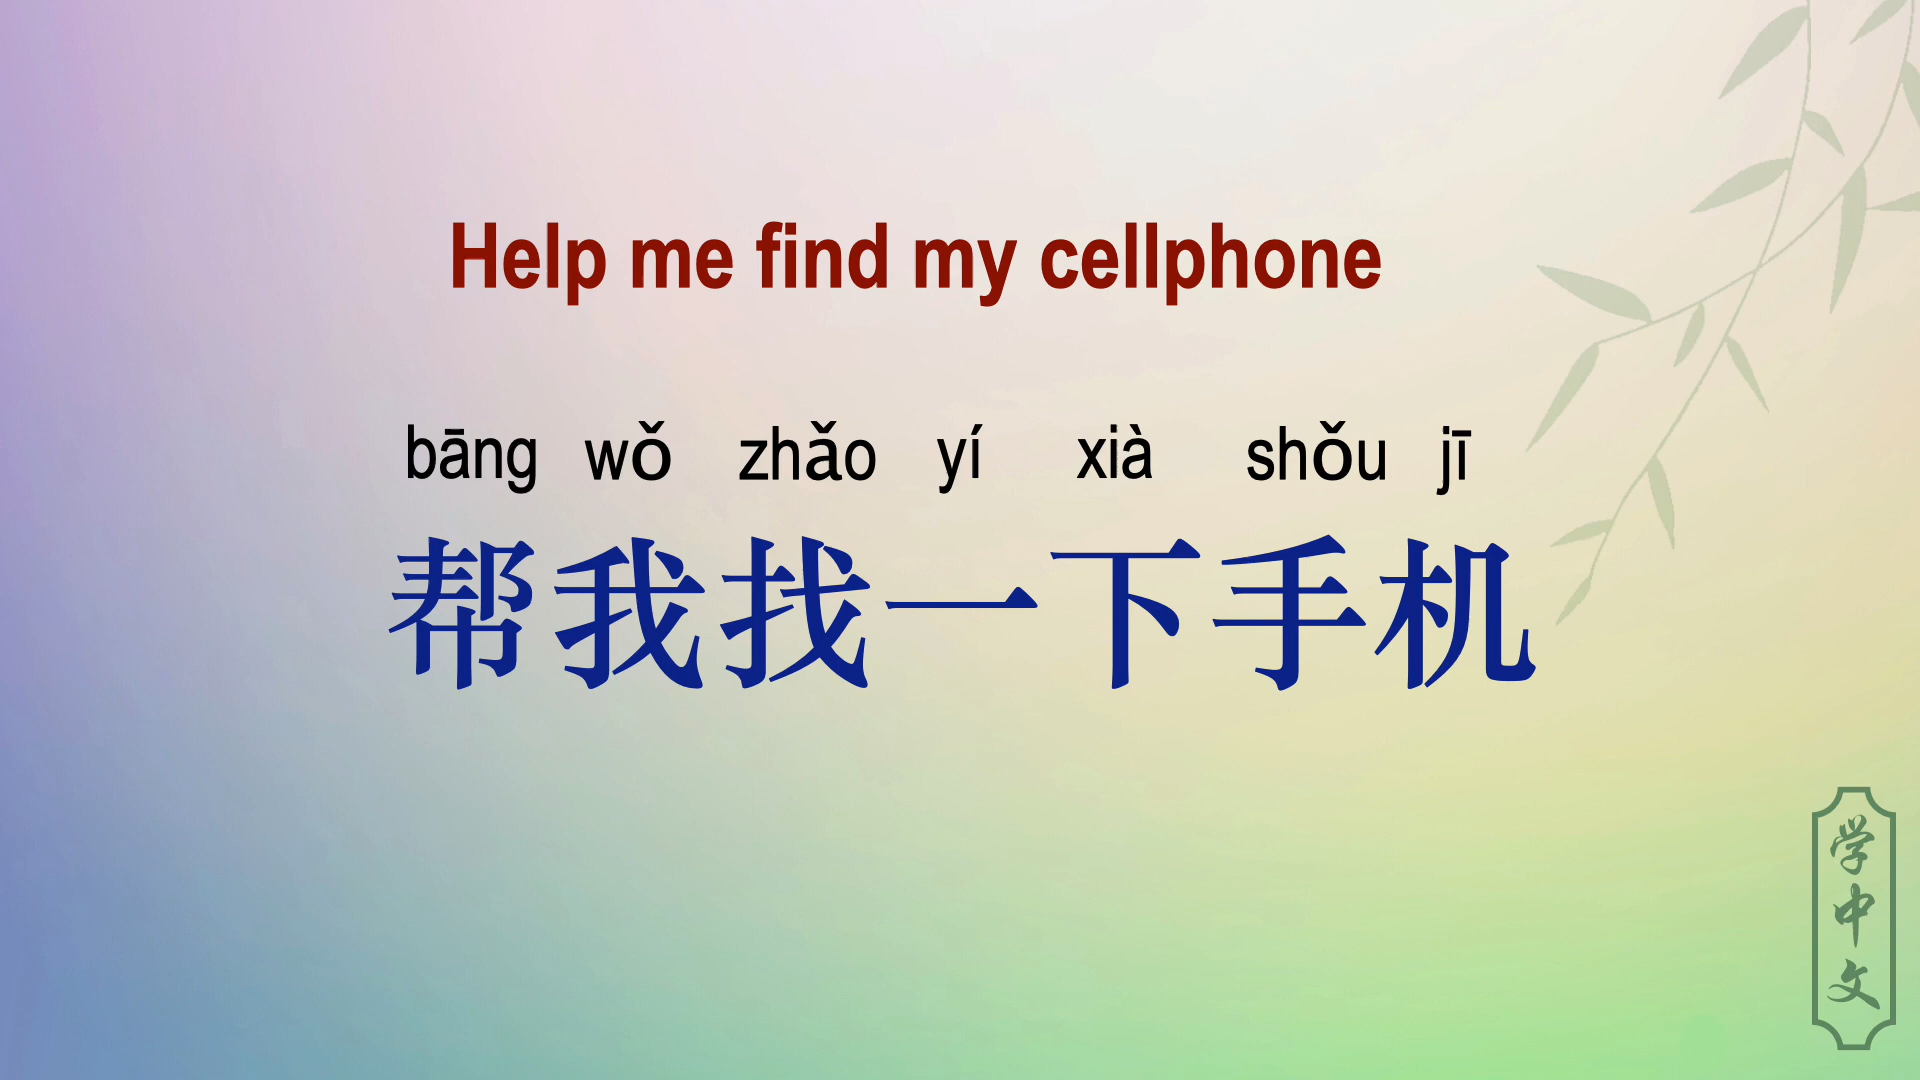 Help me find my cellphone
bāng wǒ zhǎo yí xià shǒu jī
帮我找一下手机
学中文